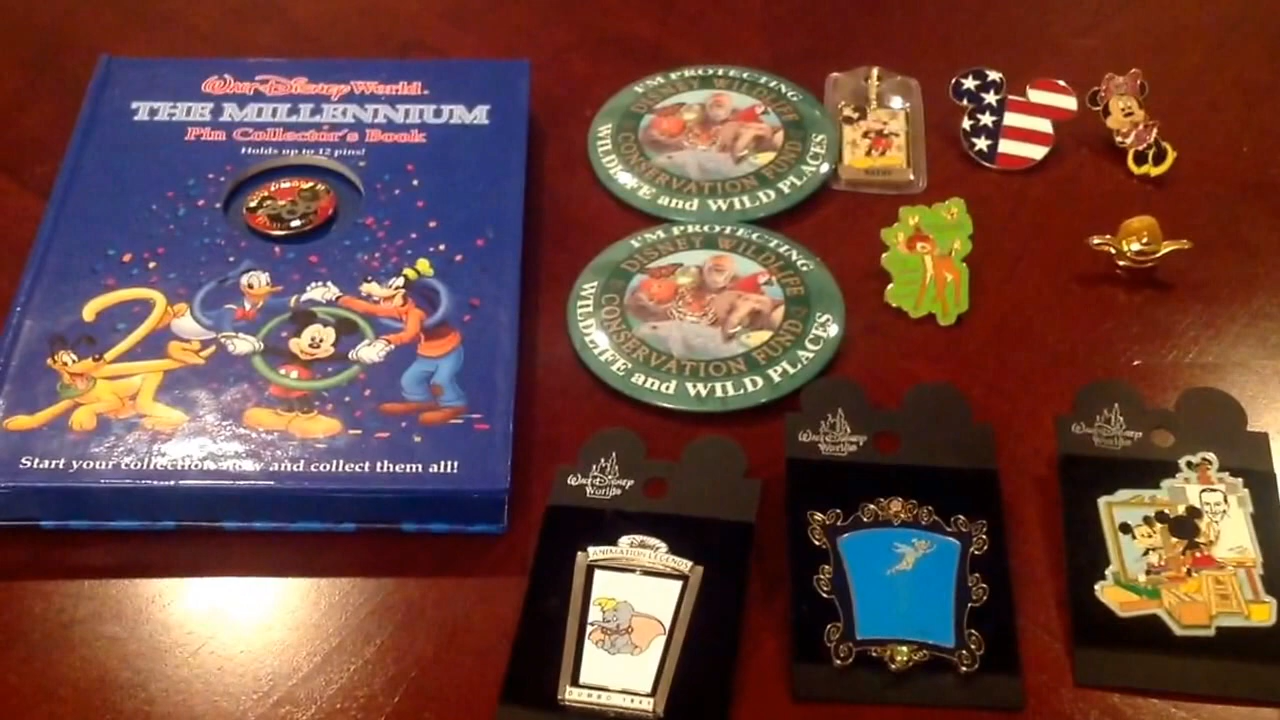 Walt Disney World
THE MILLENNIUM
Pin Collector's Book
Holds up to 12 pins!
Start your collection now and collect them all!
I'M PROTECTING
DISNEY WILDLIFE
CONSERVATION FUND
WILDLIFE and WILD PLACES
I'M PROTECTING
DISNEY WILDLIFE
CONSERVATION FUND
WILDLIFE and WILD PLACES
Walt Disney
World
Disney
ANIMATION LEGENDS
DUMBO 1941
Walt Disney
World
Walt Disney
World